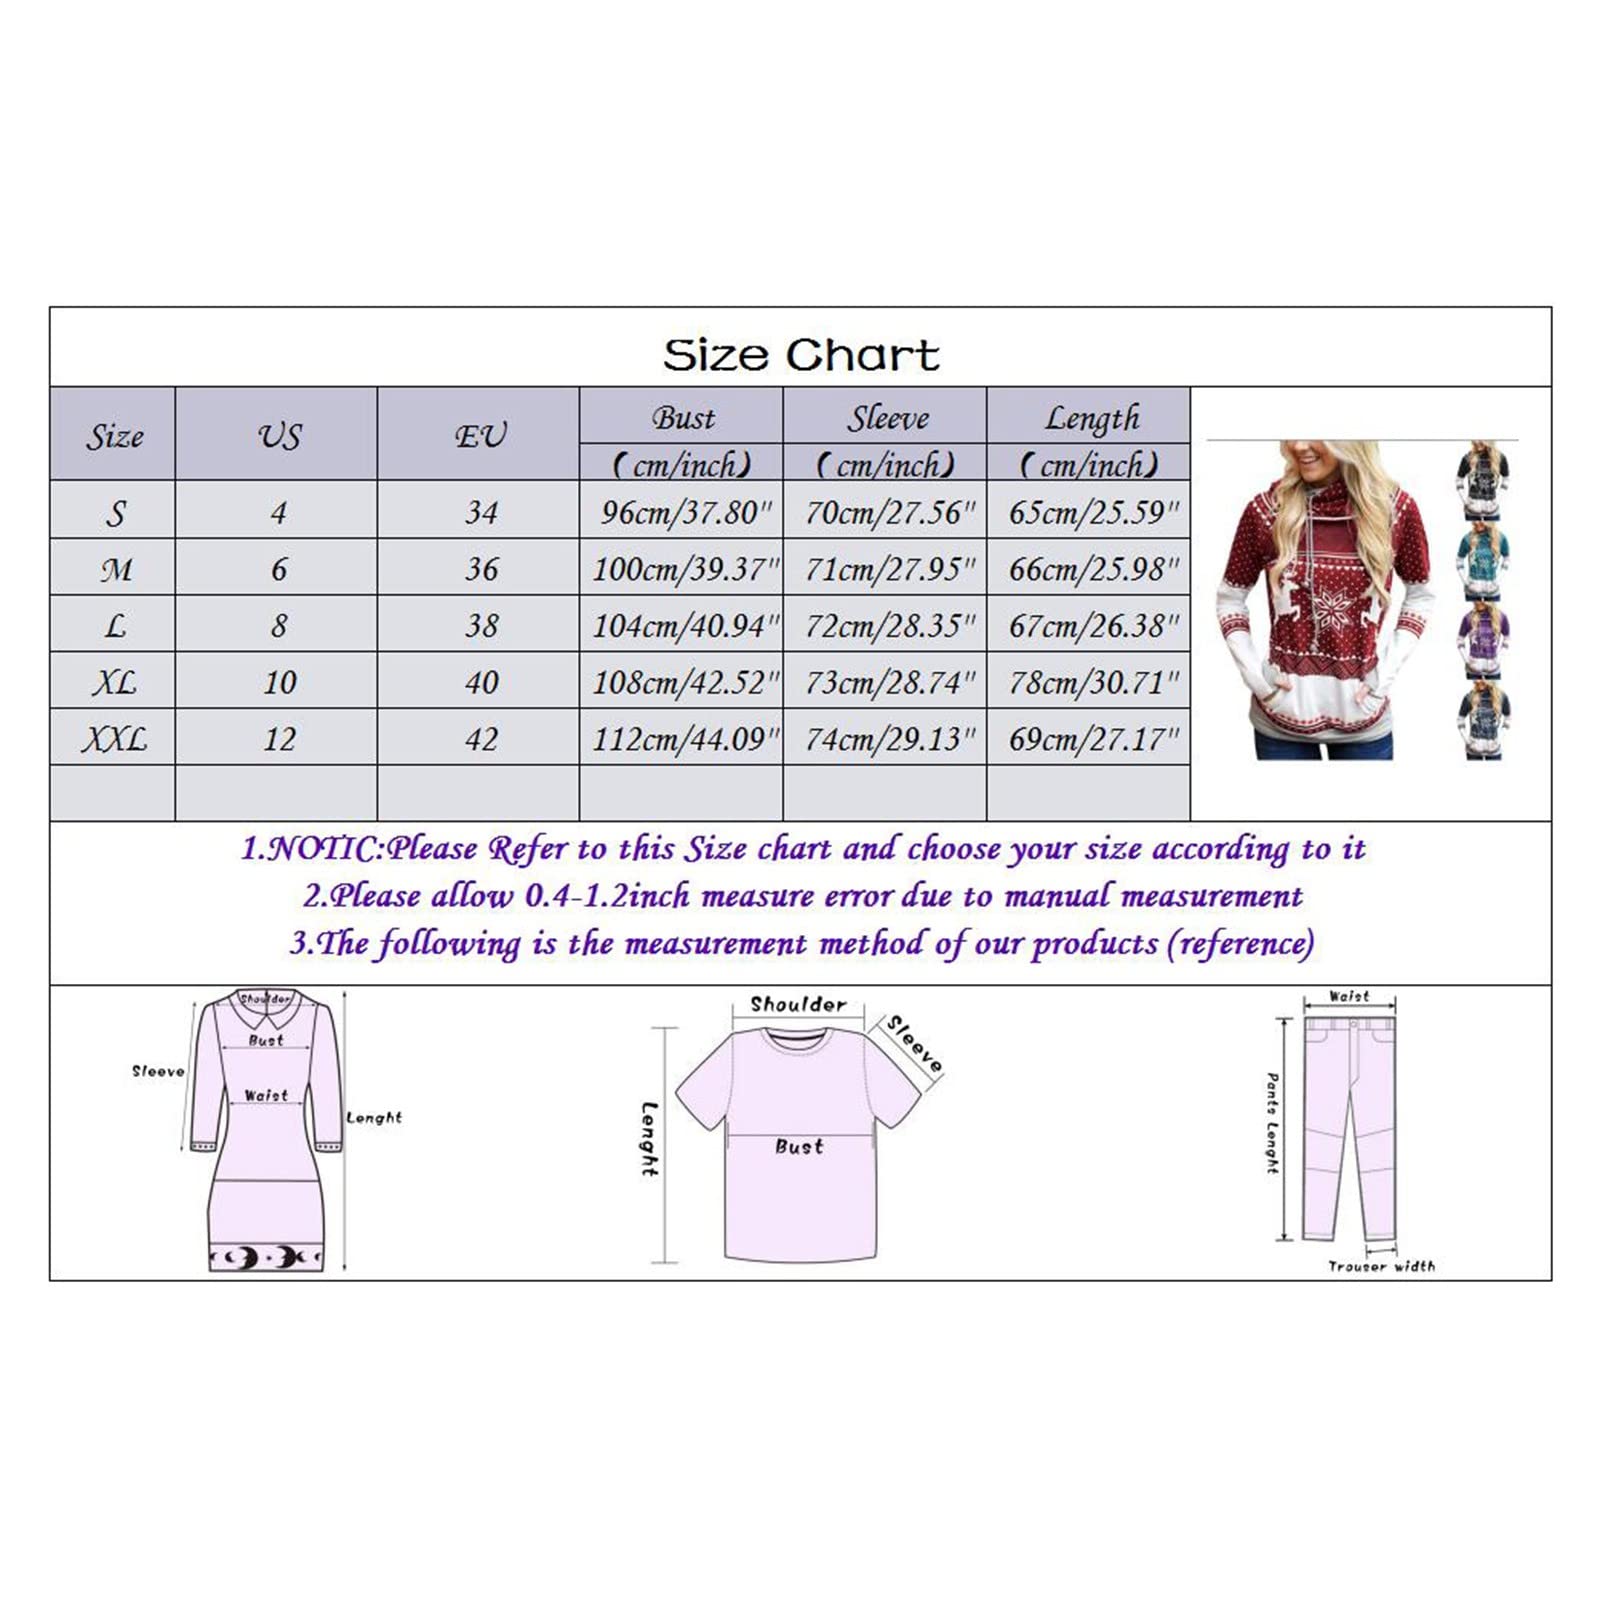 Size Chart
Size US EU Bust Sleeve Length
(cm/inch) (cm/inch) (cm/inch)
S 4 34 96cm/37.80" 70cm/27.56" 65cm/25.59"
M 6 36 100cm/39.37" 71cm/27.95" 66cm/25.98"
L 8 38 104cm/40.94" 72cm/28.35" 67cm/26.38"
XL 10 40 108cm/42.52" 73cm/28.74" 78cm/30.71"
XXL 12 42 112cm/44.09" 74cm/29.13" 69cm/27.17"
1.NOTIC:Please Refer to this Size chart and choose your size according to it
2.Please allow 0.4-1.2inch measure error due to manual measurement
3.The following is the measurement method of our products (reference)
Shoulder
Bust
Sleeve
Waist
Lenght
Shoulder
Sleeve
Lenght
Bust
Waist
Pants Lenght
Trouser width